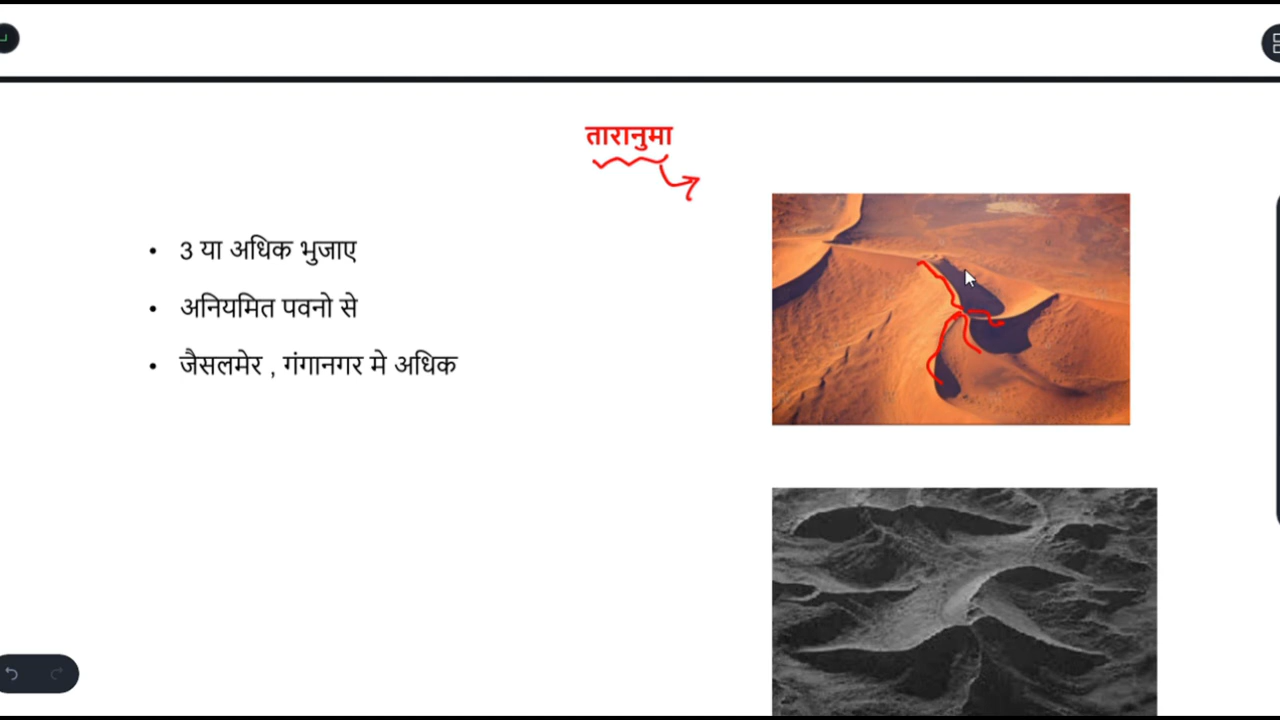 तारानुमा
• 3 या अधिक भुजाए
• अनियमित पवनो से
• जैसलमेर , गंगानगर मे अधिक